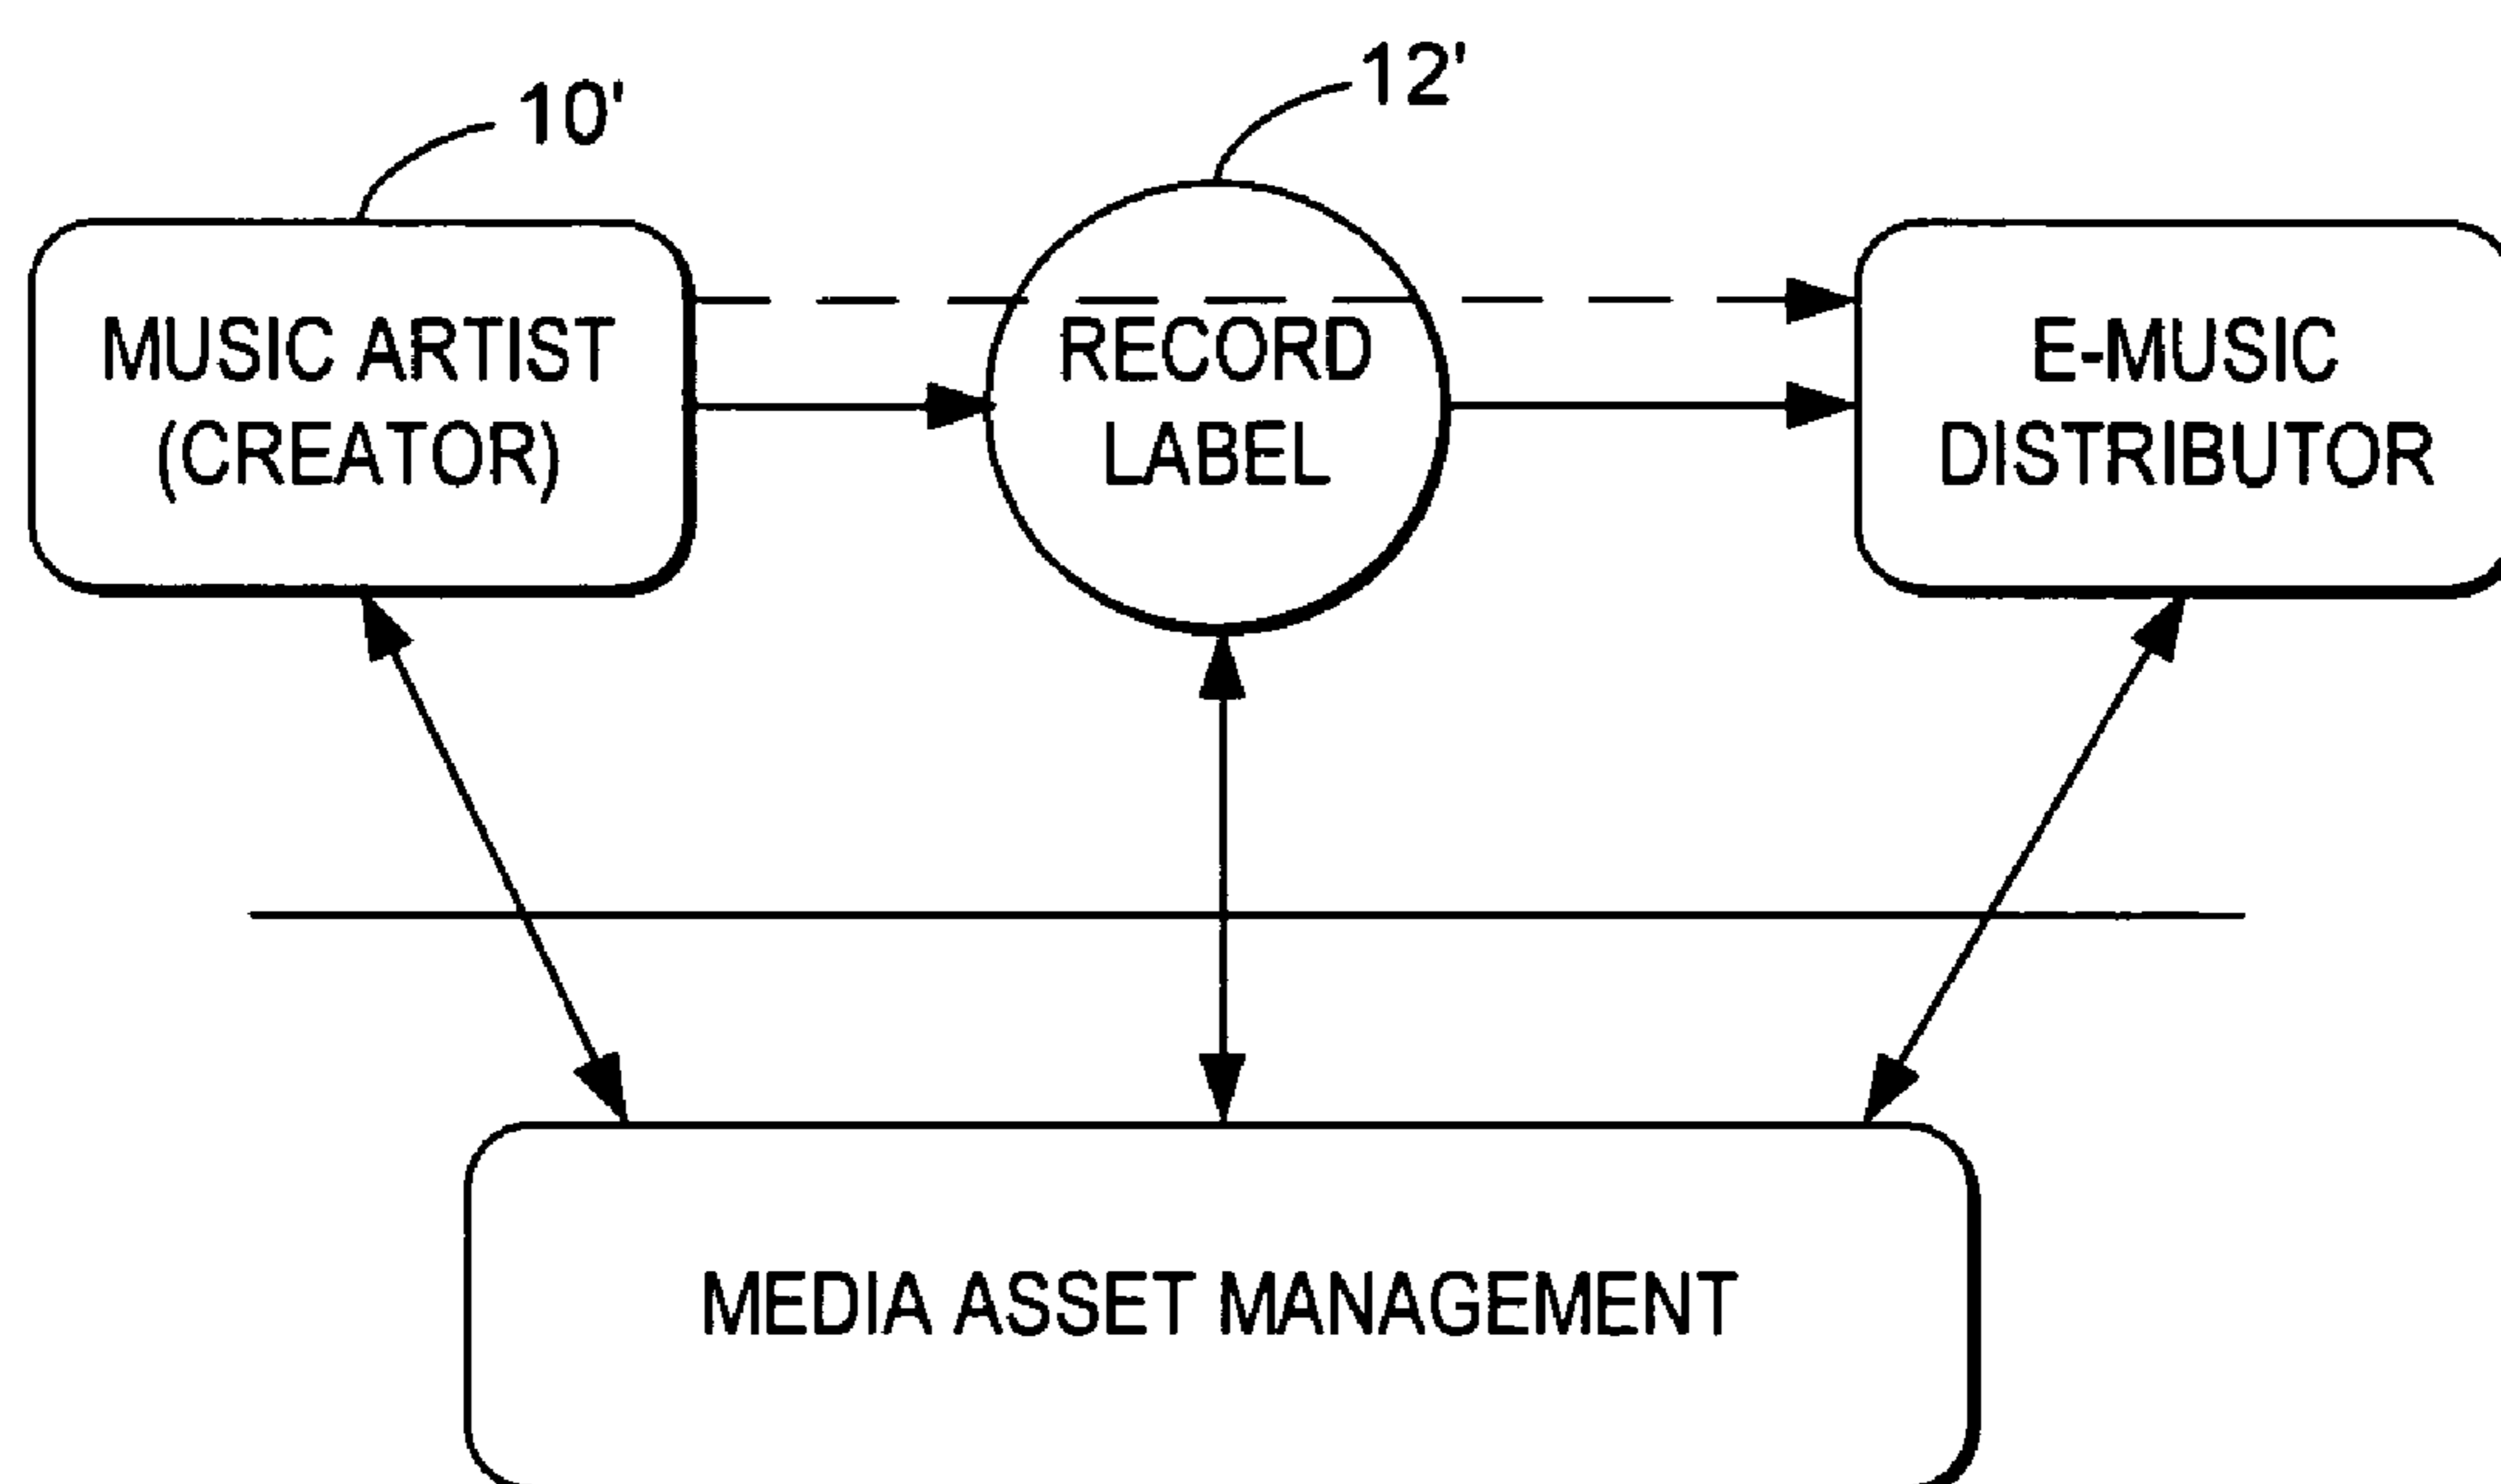 10'
12'
MUSIC ARTIST
(CREATOR)
RECORD
LABEL
E-MUSIC
DISTRIBUTOR
MEDIA ASSET MANAGEMENT